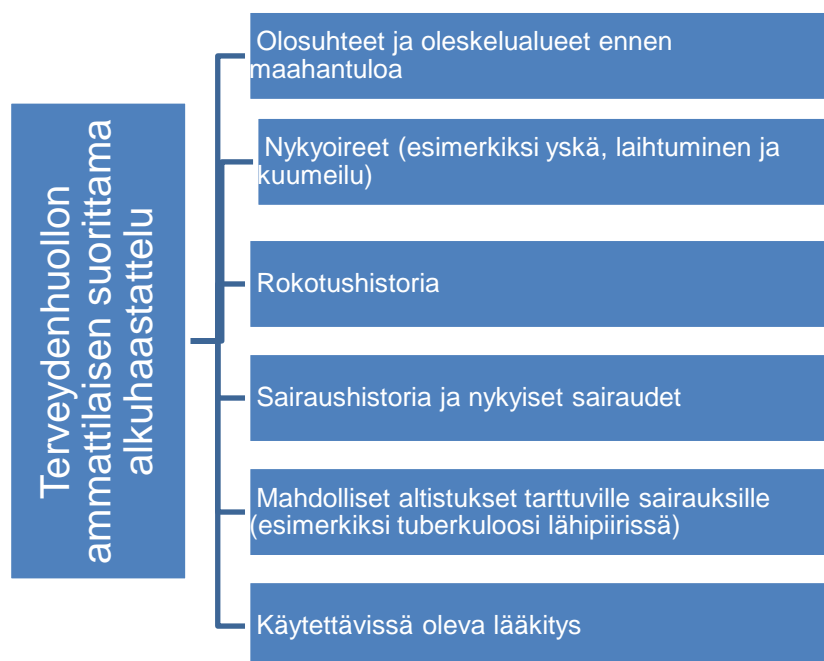 Terveydenhuollon
ammattilaisen suorittama
alkuhaastattelu
Olosuhteet ja oleskelualueet ennen
maahantuloa
Nykyoireet (esimerkiksi yskä, laihtuminen ja
kuumeilu)
Rokotushistoria
Sairaushistoria ja nykyiset sairaudet
Mahdolliset altistukset tarttuville sairauksille
(esimerkiksi tuberkuloosi lähipiirissä)
Käytettävissä oleva lääkitys